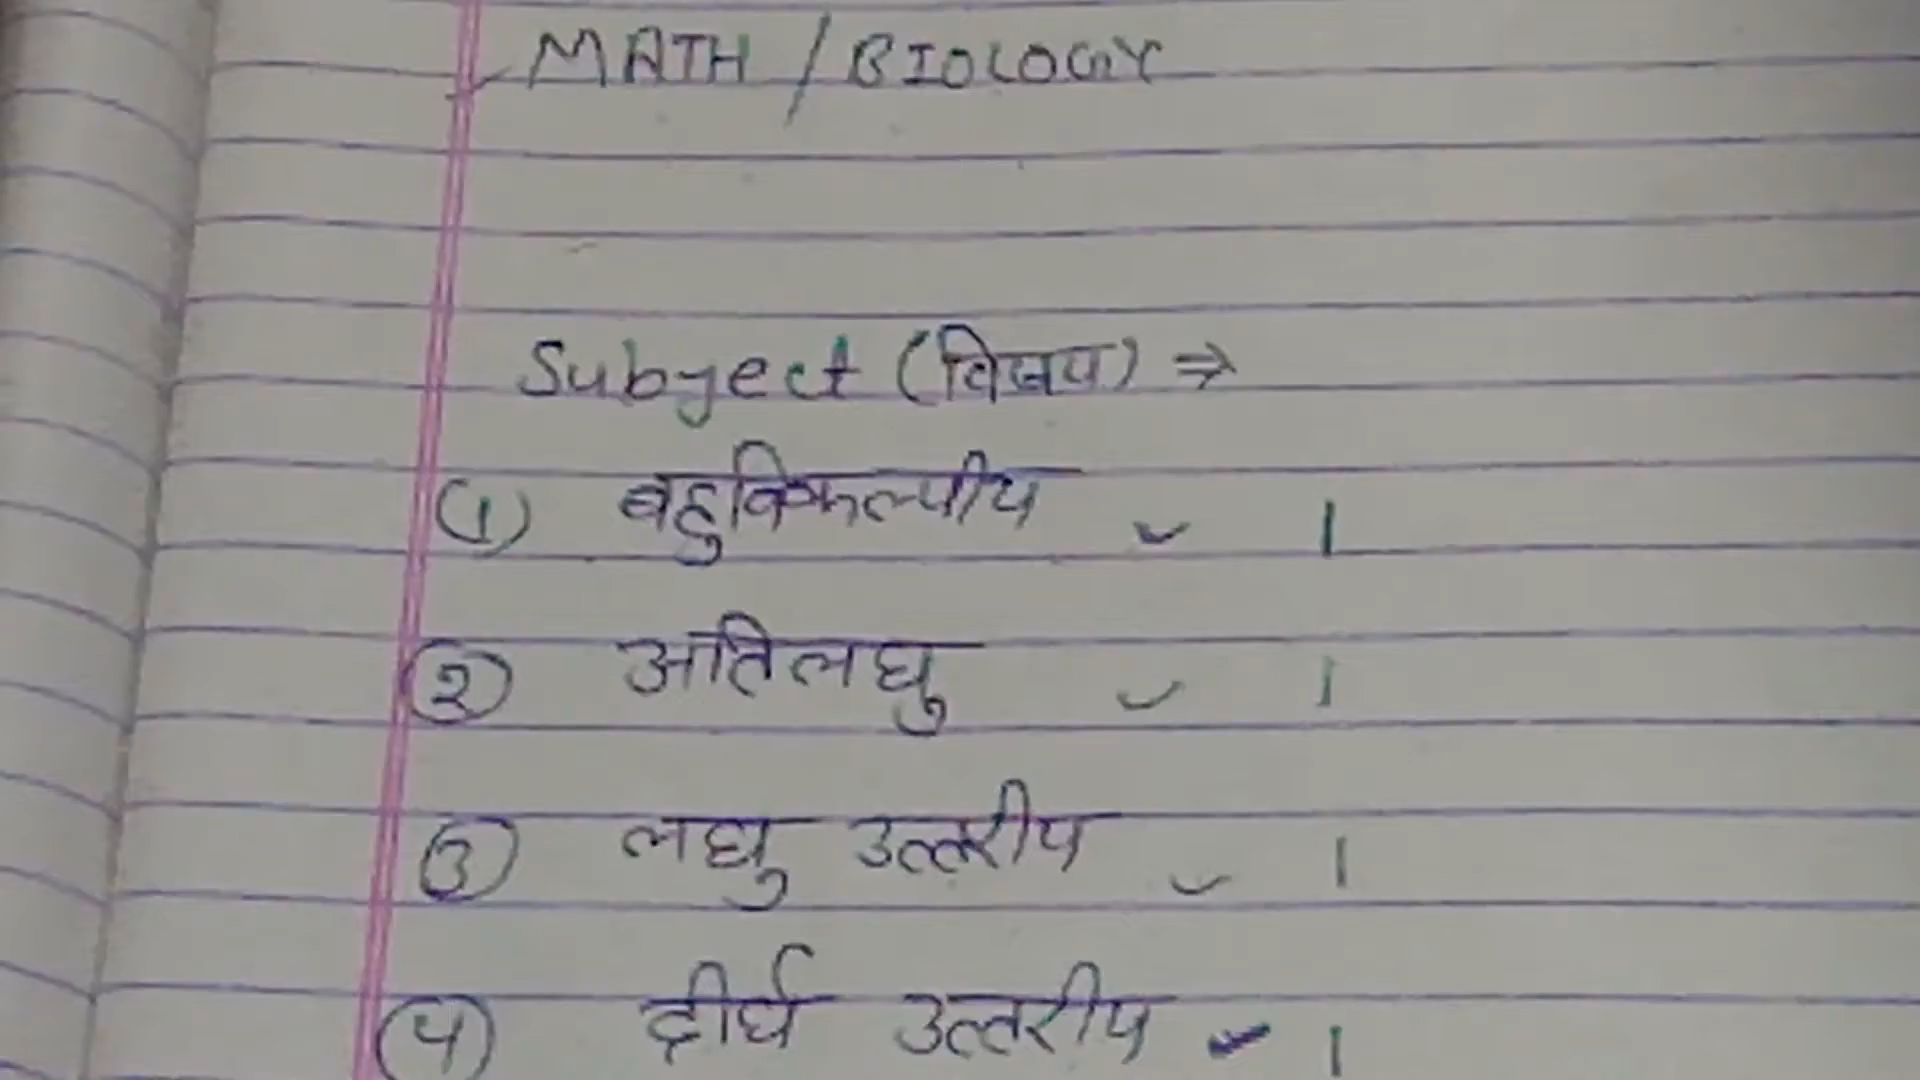 MATH / BIOLOGY
Subject (विषय) ⇒
(1) बहुविकल्पीय - 1
(2) अतिलघु - 1
(3) लघु उत्तरीय - 1
(4) दीर्घ उत्तरीय - 1